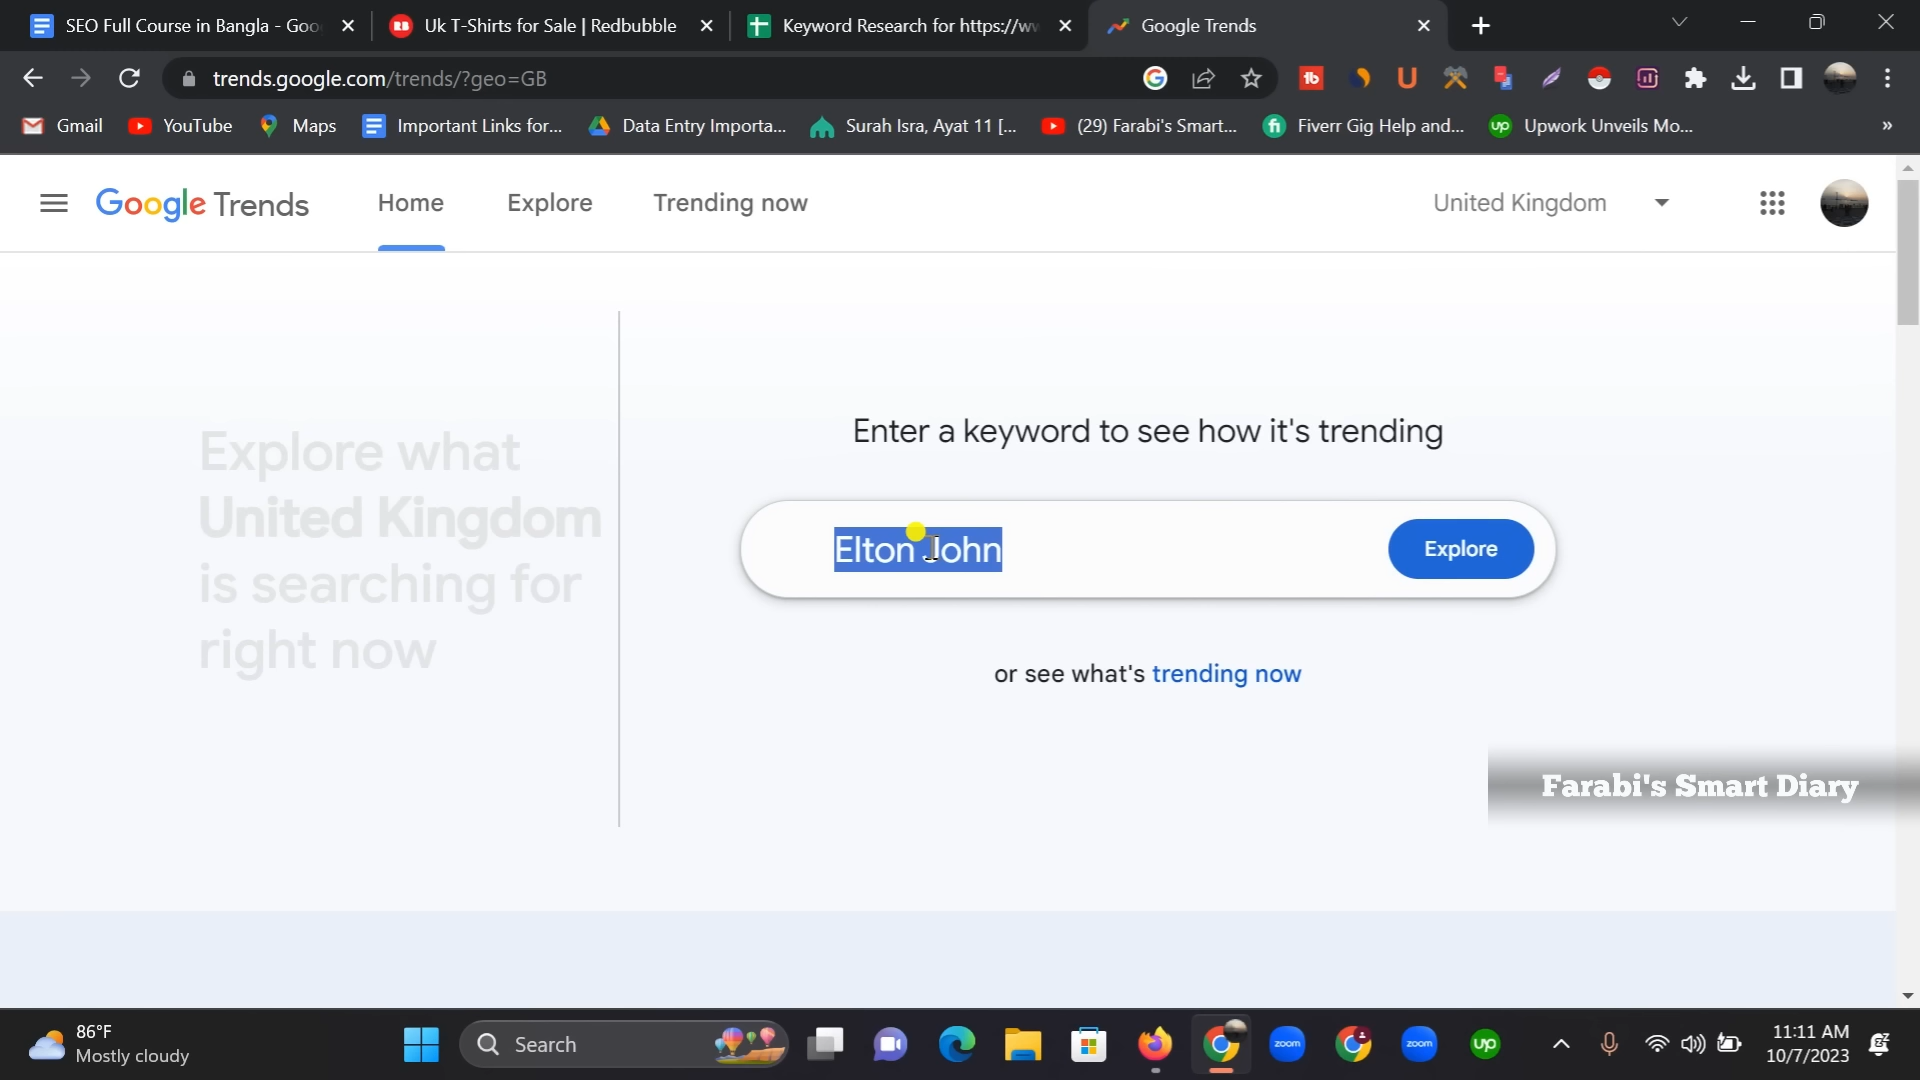 SEO Full Course in Bangla - Goo
Uk T-Shirts for Sale | Redbubble
Keyword Research for https://ww
Google Trends
trends.google.com/trends/?geo=GB
Gmail
YouTube
Maps
Important Links for...
Data Entry Importa...
Surah Isra, Ayat 11 [...
(29) Farabi's Smart...
Fiverr Gig Help and...
Upwork Unveils Mo...
Google Trends
Home
Explore
Trending now
United Kingdom
Explore what
United Kingdom
is searching for
right now
Enter a keyword to see how it's trending
Elton John
Explore
or see what's trending now
Farabi's Smart Diary
86°F
Mostly cloudy
Search
zoom
zoom
up
11:11 AM
10/7/2023